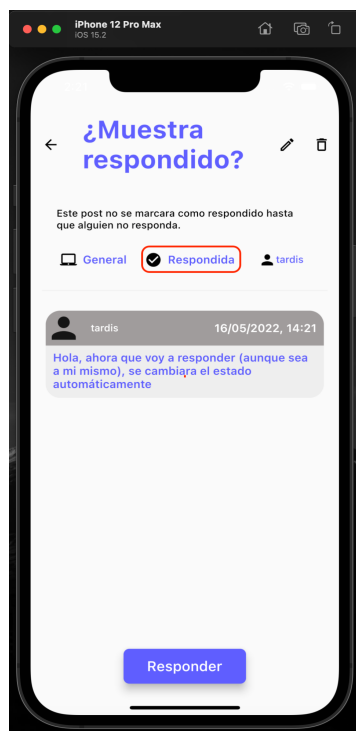 iPhone 12 Pro Max
iOS 15.2
¿Muestra
respondido?
Este post no se marcara como respondido hasta
que alguien no responda.
General Respondida tardis
tardis 16/05/2022, 14:21
Hola, ahora que voy a responder (aunque sea
a mi mismo), se cambiara el estado
automáticamente
Responder